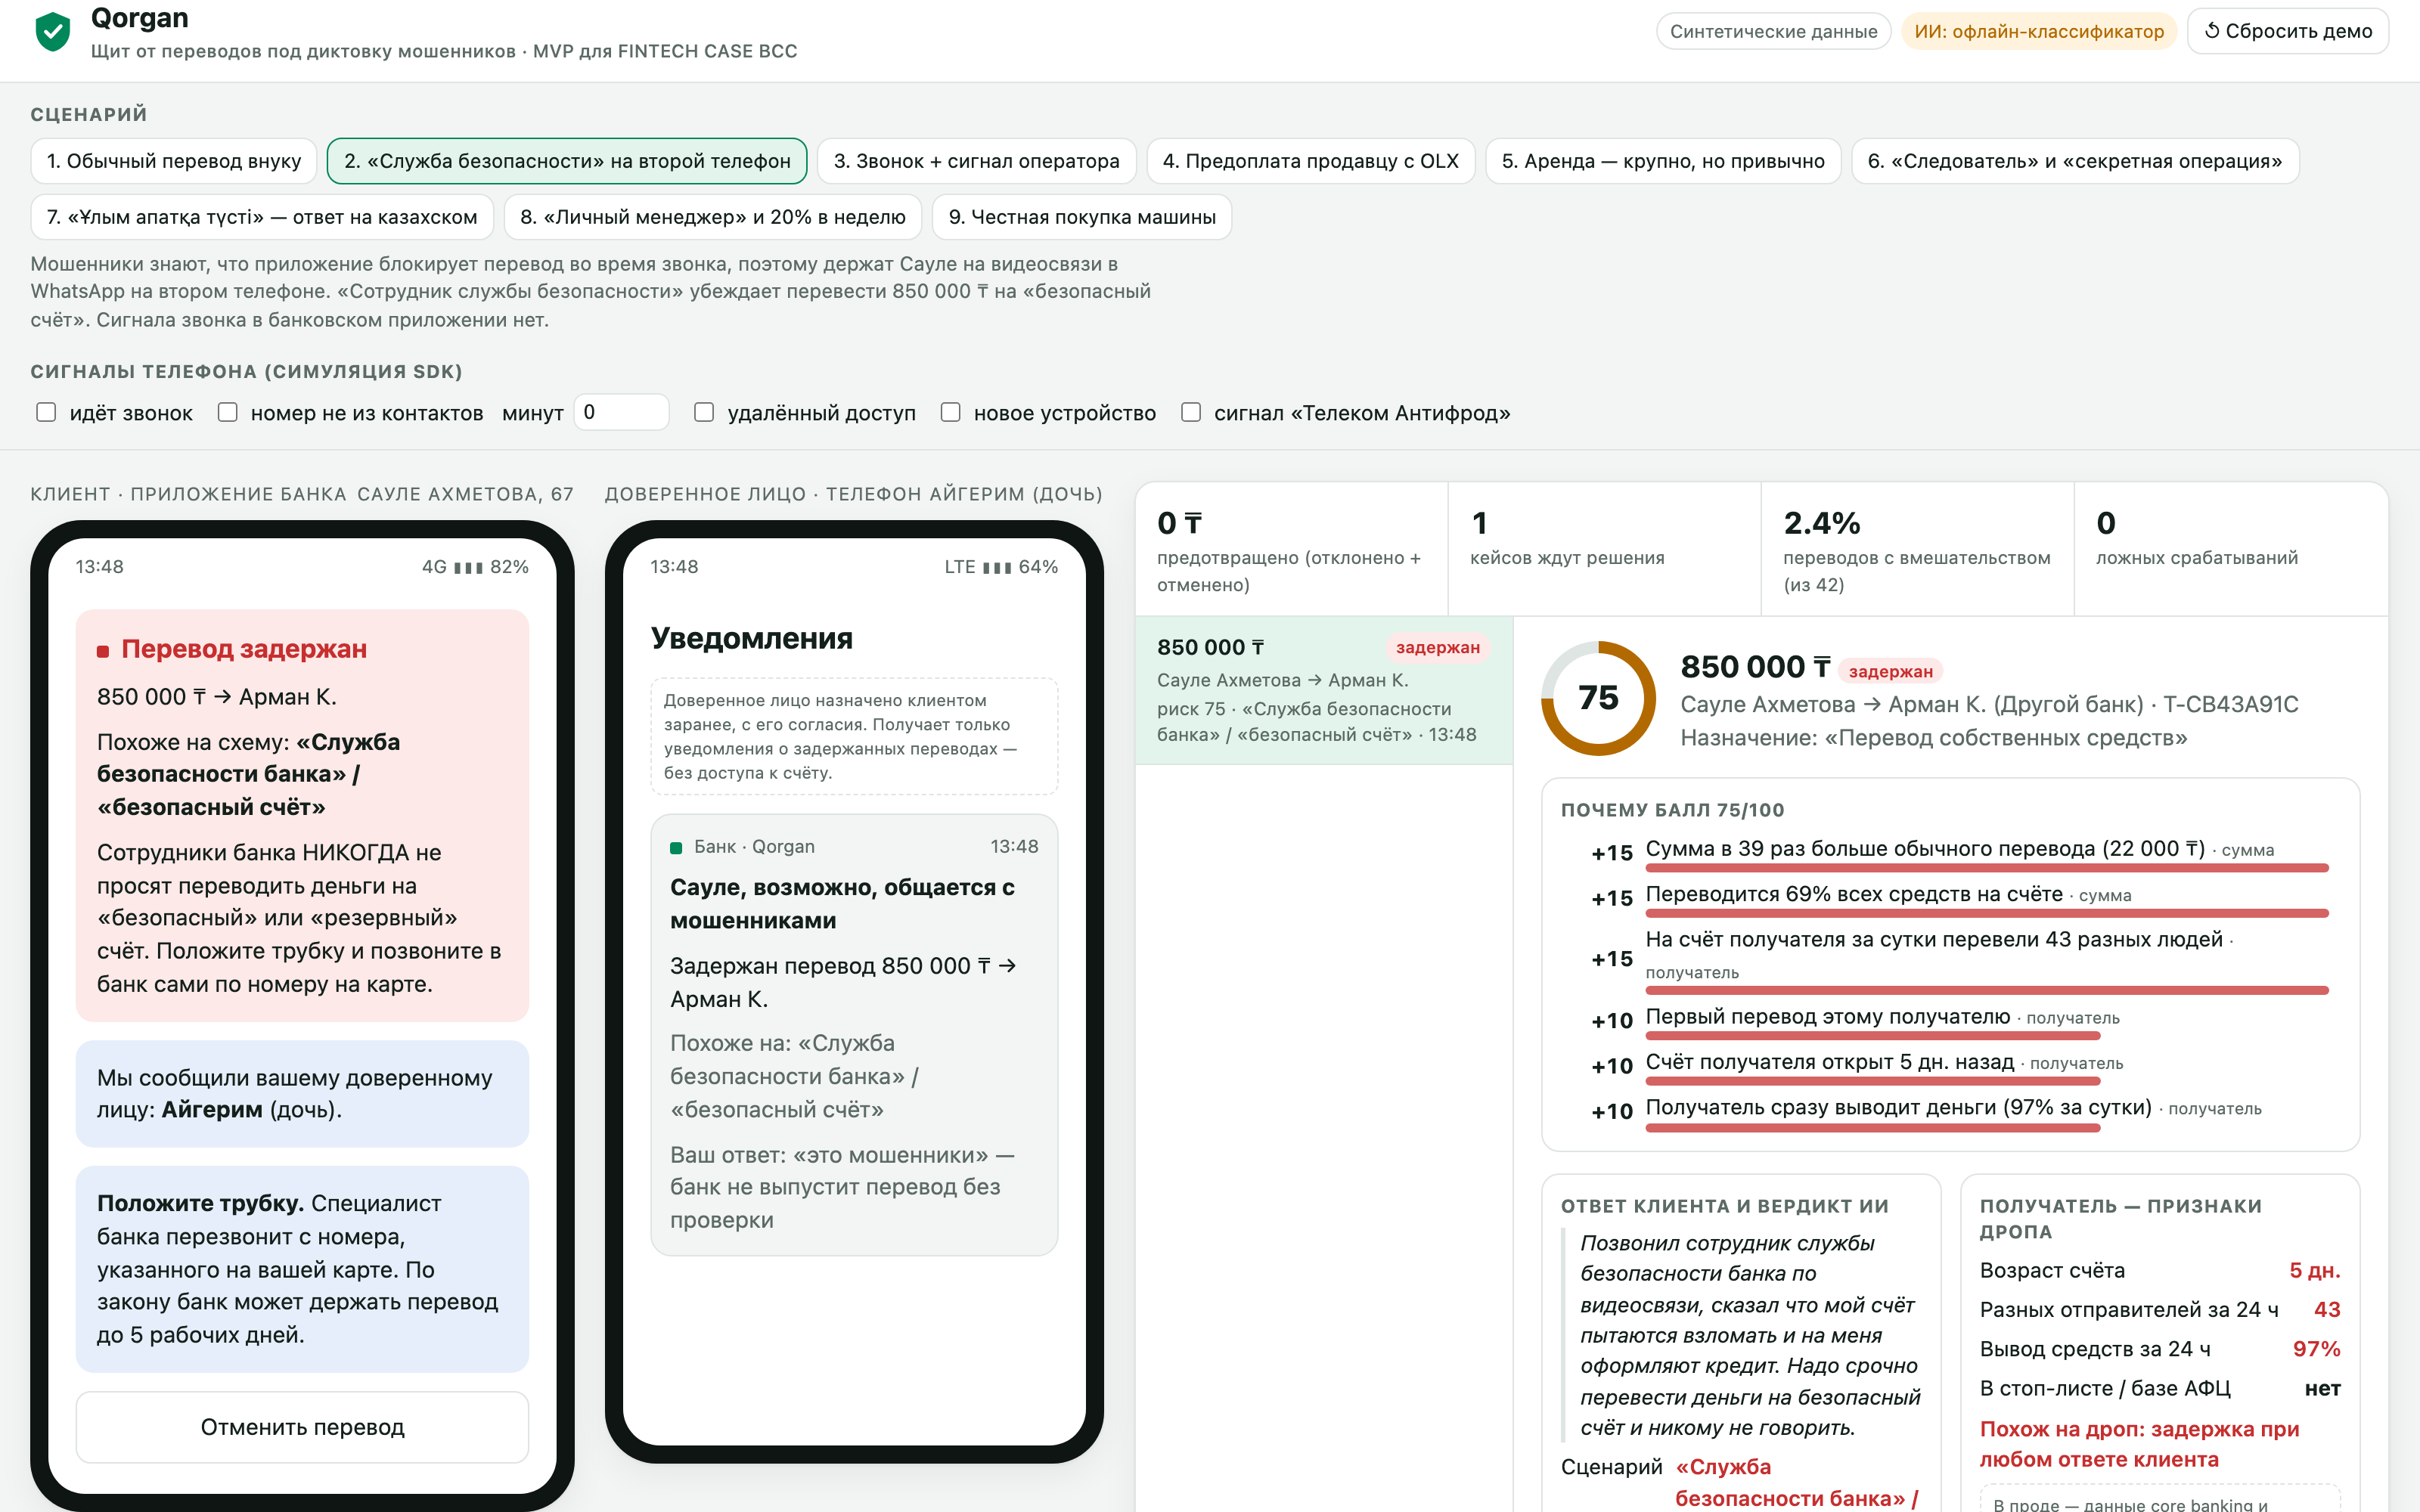 Qorgan
Щит от переводов под диктовку мошенников · MVP для FINTECH CASE BCC
Синтетические данные
ИИ: офлайн-классификатор
Сбросить демо
СЦЕНАРИЙ
1. Обычный перевод внуку
2. «Служба безопасности» на второй телефон
3. Звонок + сигнал оператора
4. Предоплата продавцу с OLX
5. Аренда — крупно, но привычно
6. «Следователь» и «секретная операция»
7. «Ұлым апатқа түсті» — ответ на казахском
8. «Личный менеджер» и 20% в неделю
9. Честная покупка машины
Мошенники знают, что приложение блокирует перевод во время звонка, поэтому держат Сауле на видеосвязи в
WhatsApp на втором телефоне. «Сотрудник службы безопасности» убеждает перевести 850 000 ₸ на «безопасный
счёт». Сигнала звонка в банковском приложении нет.
СИГНАЛЫ ТЕЛЕФОНА (СИМУЛЯЦИЯ SDK)
идёт звонок
номер не из контактов
минут 0
удалённый доступ
новое устройство
сигнал «Телеком Антифрод»
КЛИЕНТ · ПРИЛОЖЕНИЕ БАНКА САУЛЕ АХМЕТОВА, 67
13:48 4G 82%
Перевод задержан
850 000 ₸ → Арман К.
Похоже на схему: «Служба
безопасности банка» /
«безопасный счёт»
Сотрудники банка НИКОГДА не
просят переводить деньги на
«безопасный» или «резервный»
счёт. Положите трубку и позвоните в
банк сами по номеру на карте.
Мы сообщили вашему доверенному
лицу: Айгерим (дочь).
Положите трубку. Специалист
банка перезвонит с номера,
указанного на вашей карте. По
закону банк может держать перевод
до 5 рабочих дней.
Отменить перевод
ДОВЕРЕННОЕ ЛИЦО · ТЕЛЕФОН АЙГЕРИМ (ДОЧЬ)
13:48 LTE 64%
Уведомления
Доверенное лицо назначено клиентом
заранее, с его согласия. Получает только
уведомления о задержанных переводах —
без доступа к счёту.
Банк · Qorgan 13:48
Сауле, возможно, общается с
мошенниками
Задержан перевод 850 000 ₸ →
Арман К.
Похоже на: «Служба
безопасности банка» /
«безопасный счёт»
Ваш ответ: «это мошенники» —
банк не выпустит перевод без
проверки
0 ₸
предотвращено (отклонено +
отменено)
1
кейсов ждут решения
2.4%
переводов с вмешательством
(из 42)
0
ложных срабатываний
850 000 ₸ задержан
Сауле Ахметова → Арман К.
риск 75 · «Служба безопасности
банка» / «безопасный счёт» · 13:48
75
850 000 ₸ задержан
Сауле Ахметова → Арман К. (Другой банк) · T-CB43A91C
Назначение: «Перевод собственных средств»
ПОЧЕМУ БАЛЛ 75/100
+15 Сумма в 39 раз больше обычного перевода (22 000 ₸) · сумма
+15 Переводится 69% всех средств на счёте · сумма
+15 На счёт получателя за сутки перевели 43 разных людей ·
получатель
+10 Первый перевод этому получателю · получатель
+10 Счёт получателя открыт 5 дн. назад · получатель
+10 Получатель сразу выводит деньги (97% за сутки) · получатель
ОТВЕТ КЛИЕНТА И ВЕРДИКТ ИИ
Позвонил сотрудник службы
безопасности банка по
видеосвязи, сказал что мой счёт
пытаются взломать и на меня
оформляют кредит. Надо срочно
перевести деньги на безопасный
счёт и никому не говорить.
Сценарий «Служба
безопасности банка» /
ПОЛУЧАТЕЛЬ — ПРИЗНАКИ
ДРОПА
Возраст счёта 5 дн.
Разных отправителей за 24 ч 43
Вывод средств за 24 ч 97%
В стоп-листе / базе АФЦ нет
Похож на дроп: задержка при
любом ответе клиента
В проде — данные core banking и